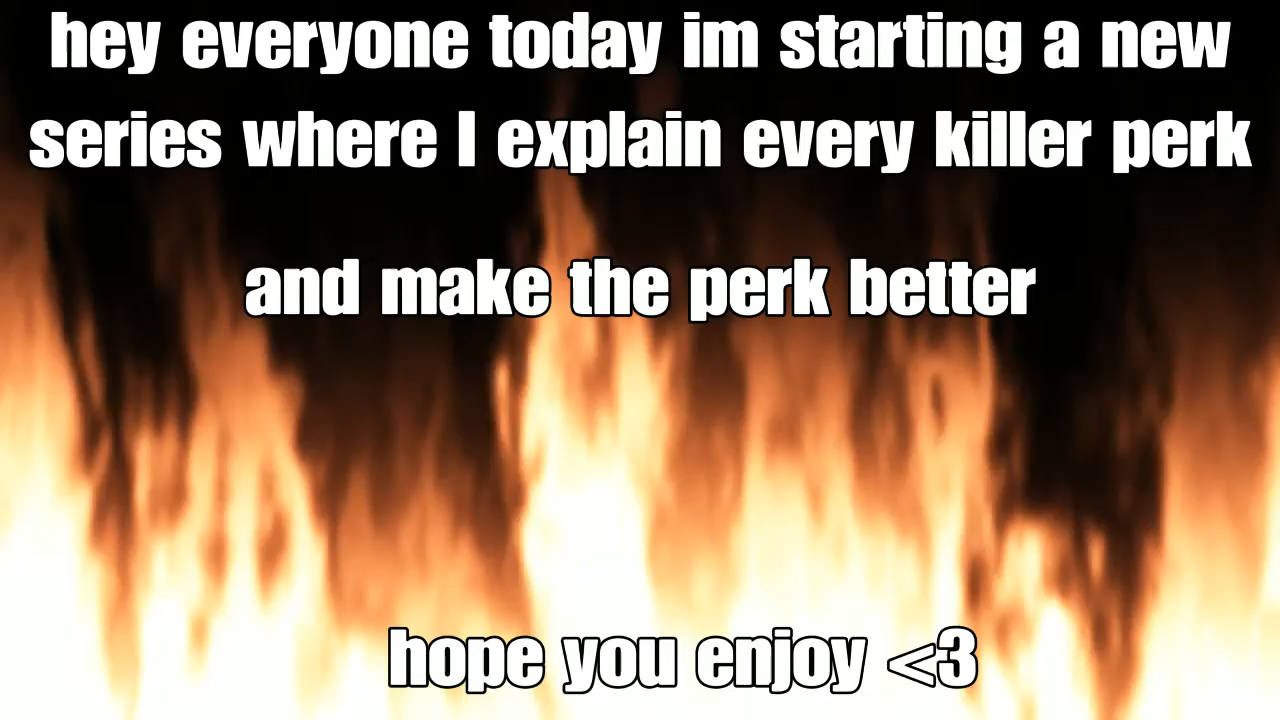 hey everyone today im starting a new
series where I explain every killer perk
and make the perk better
hope you enjoy <3